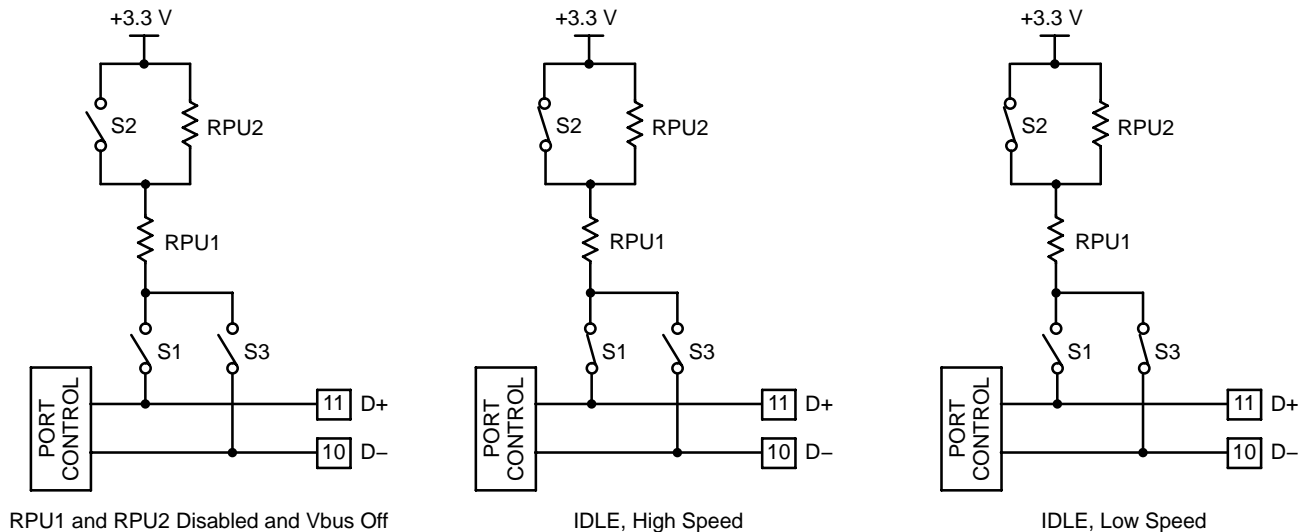 +3.3 V
S2
RPU2
RPU1
S1
S3
PORT
CONTROL
11 D+
10 D−
RPU1 and RPU2 Disabled and Vbus Off
+3.3 V
S2
RPU2
RPU1
S1
S3
PORT
CONTROL
11 D+
10 D−
IDLE, High Speed
+3.3 V
S2
RPU2
RPU1
S1
S3
PORT
CONTROL
11 D+
10 D−
IDLE, Low Speed